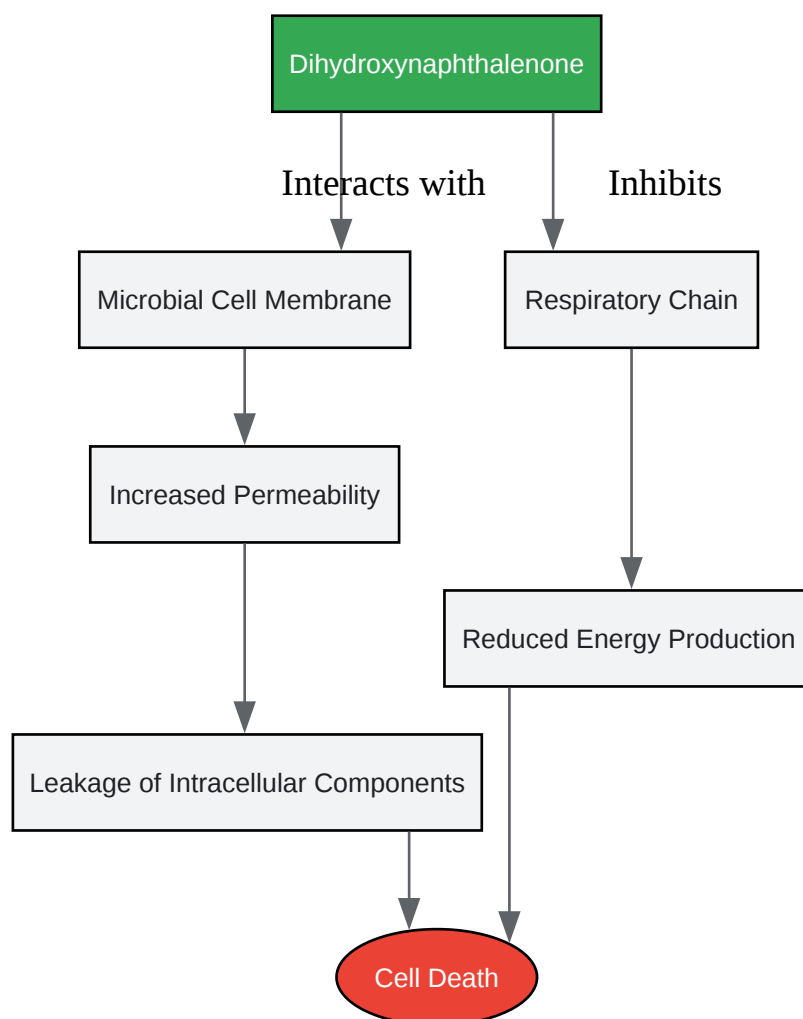 Dihydroxynaphthalenone
Interacts with
Inhibits
Microbial Cell Membrane
Respiratory Chain
Increased Permeability
Reduced Energy Production
Leakage of Intracellular Components
Cell Death